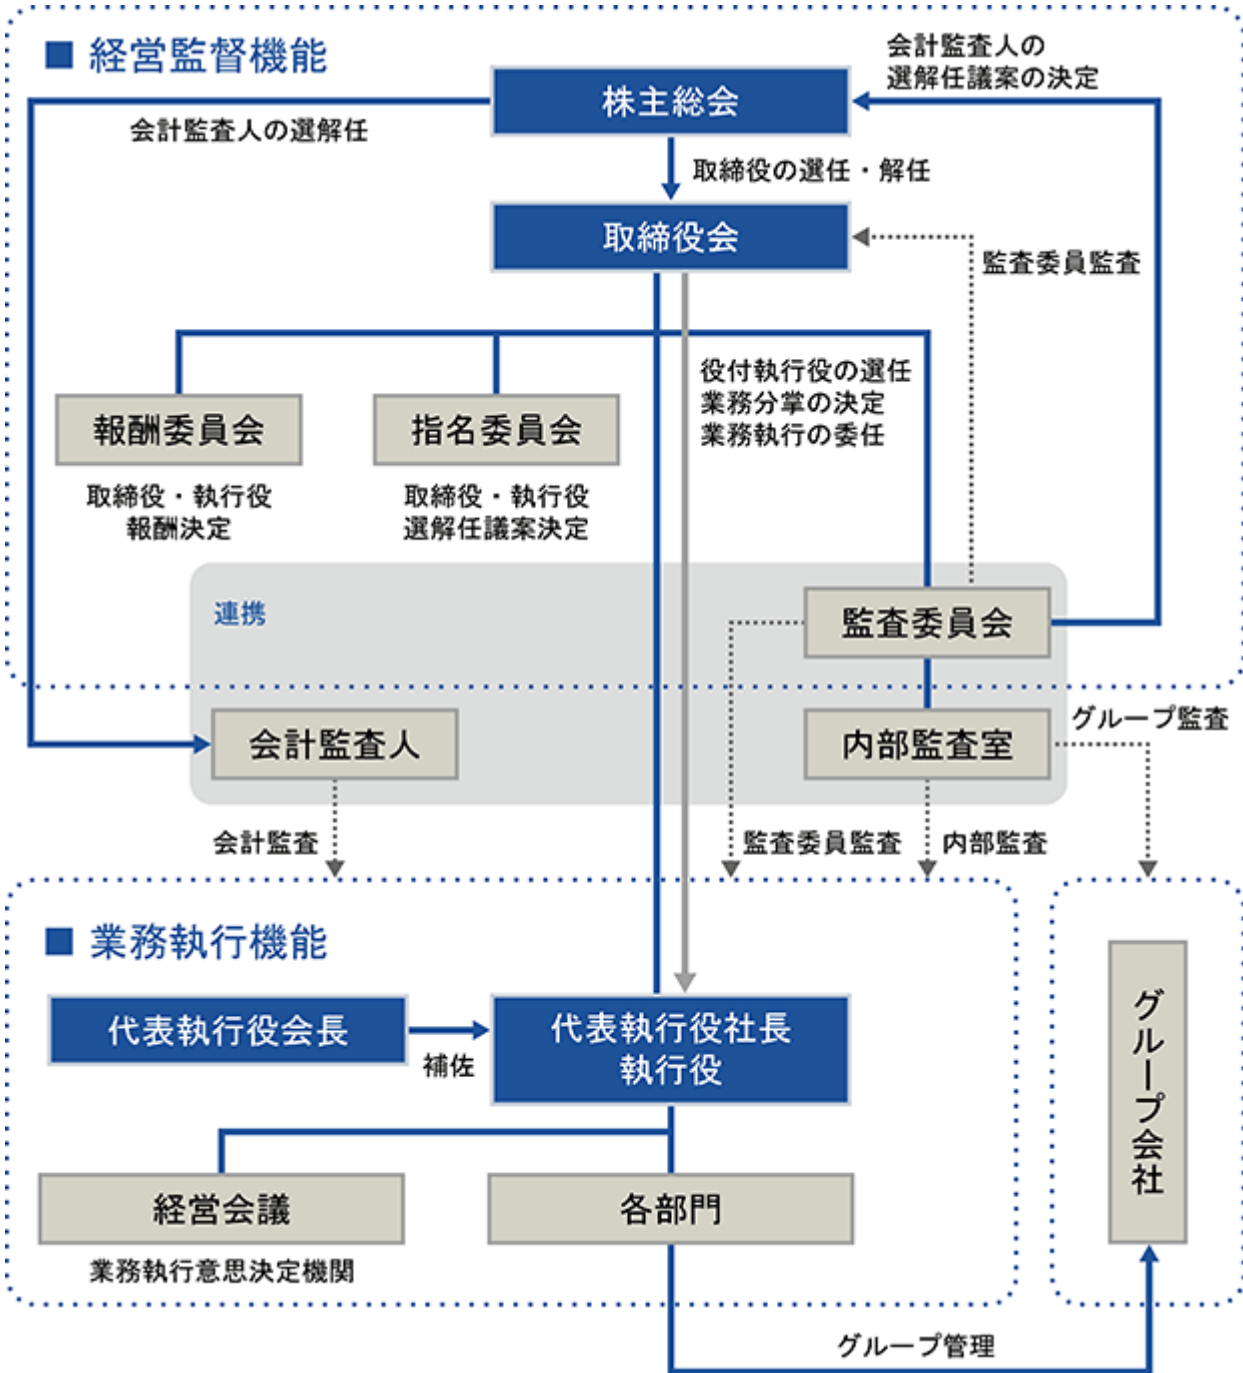 ■ 経営監督機能
会計監査人の
選解任議案の決定
株主総会
会計監査人の選解任
取締役の選任・解任
取締役会
監査委員監査
役付執行役の選任
業務分掌の決定
業務執行の委任
報酬委員会
指名委員会
取締役・執行役
報酬決定
取締役・執行役
選解任議案決定
連携
監査委員会
グループ監査
会計監査人
内部監査室
会計監査
監査委員監査
内部監査
■ 業務執行機能
代表執行役会長
補佐
代表執行役社長
執行役
グループ会社
経営会議
各部門
業務執行意思決定機関
グループ管理